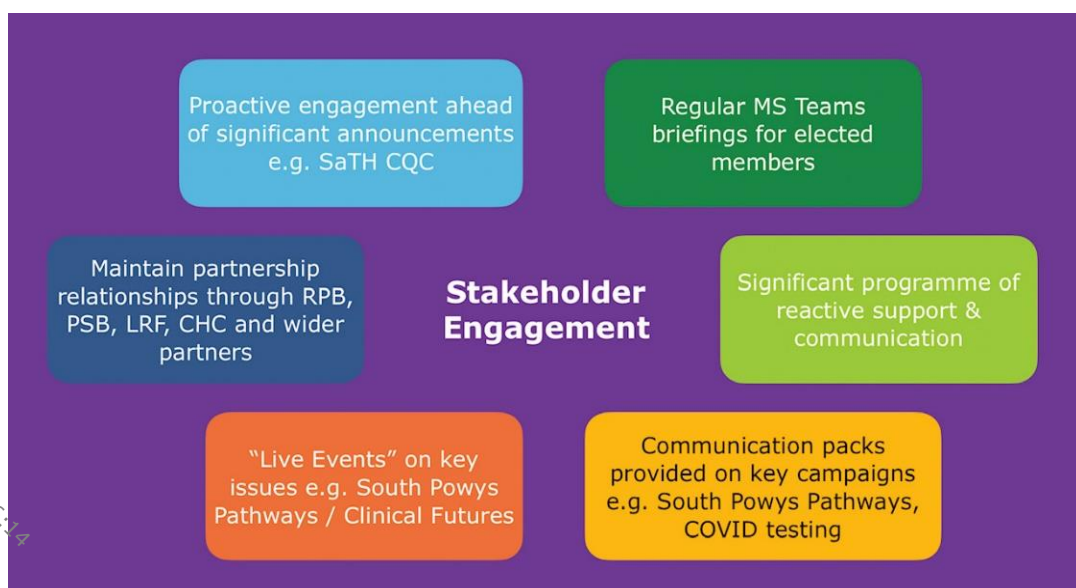 Proactive engagement ahead
of significant announcements
e.g. SaTH CQC
Regular MS Teams
briefings for elected
members
Maintain partnership
relationships through RPB,
PSB, LRF, CHC and wider
partners
Stakeholder
Engagement
Significant programme of
reactive support &
communication
“Live Events” on key
issues e.g. South Powys
Pathways / Clinical Futures
Communication packs
provided on key campaigns
e.g. South Powys Pathways,
COVID testing